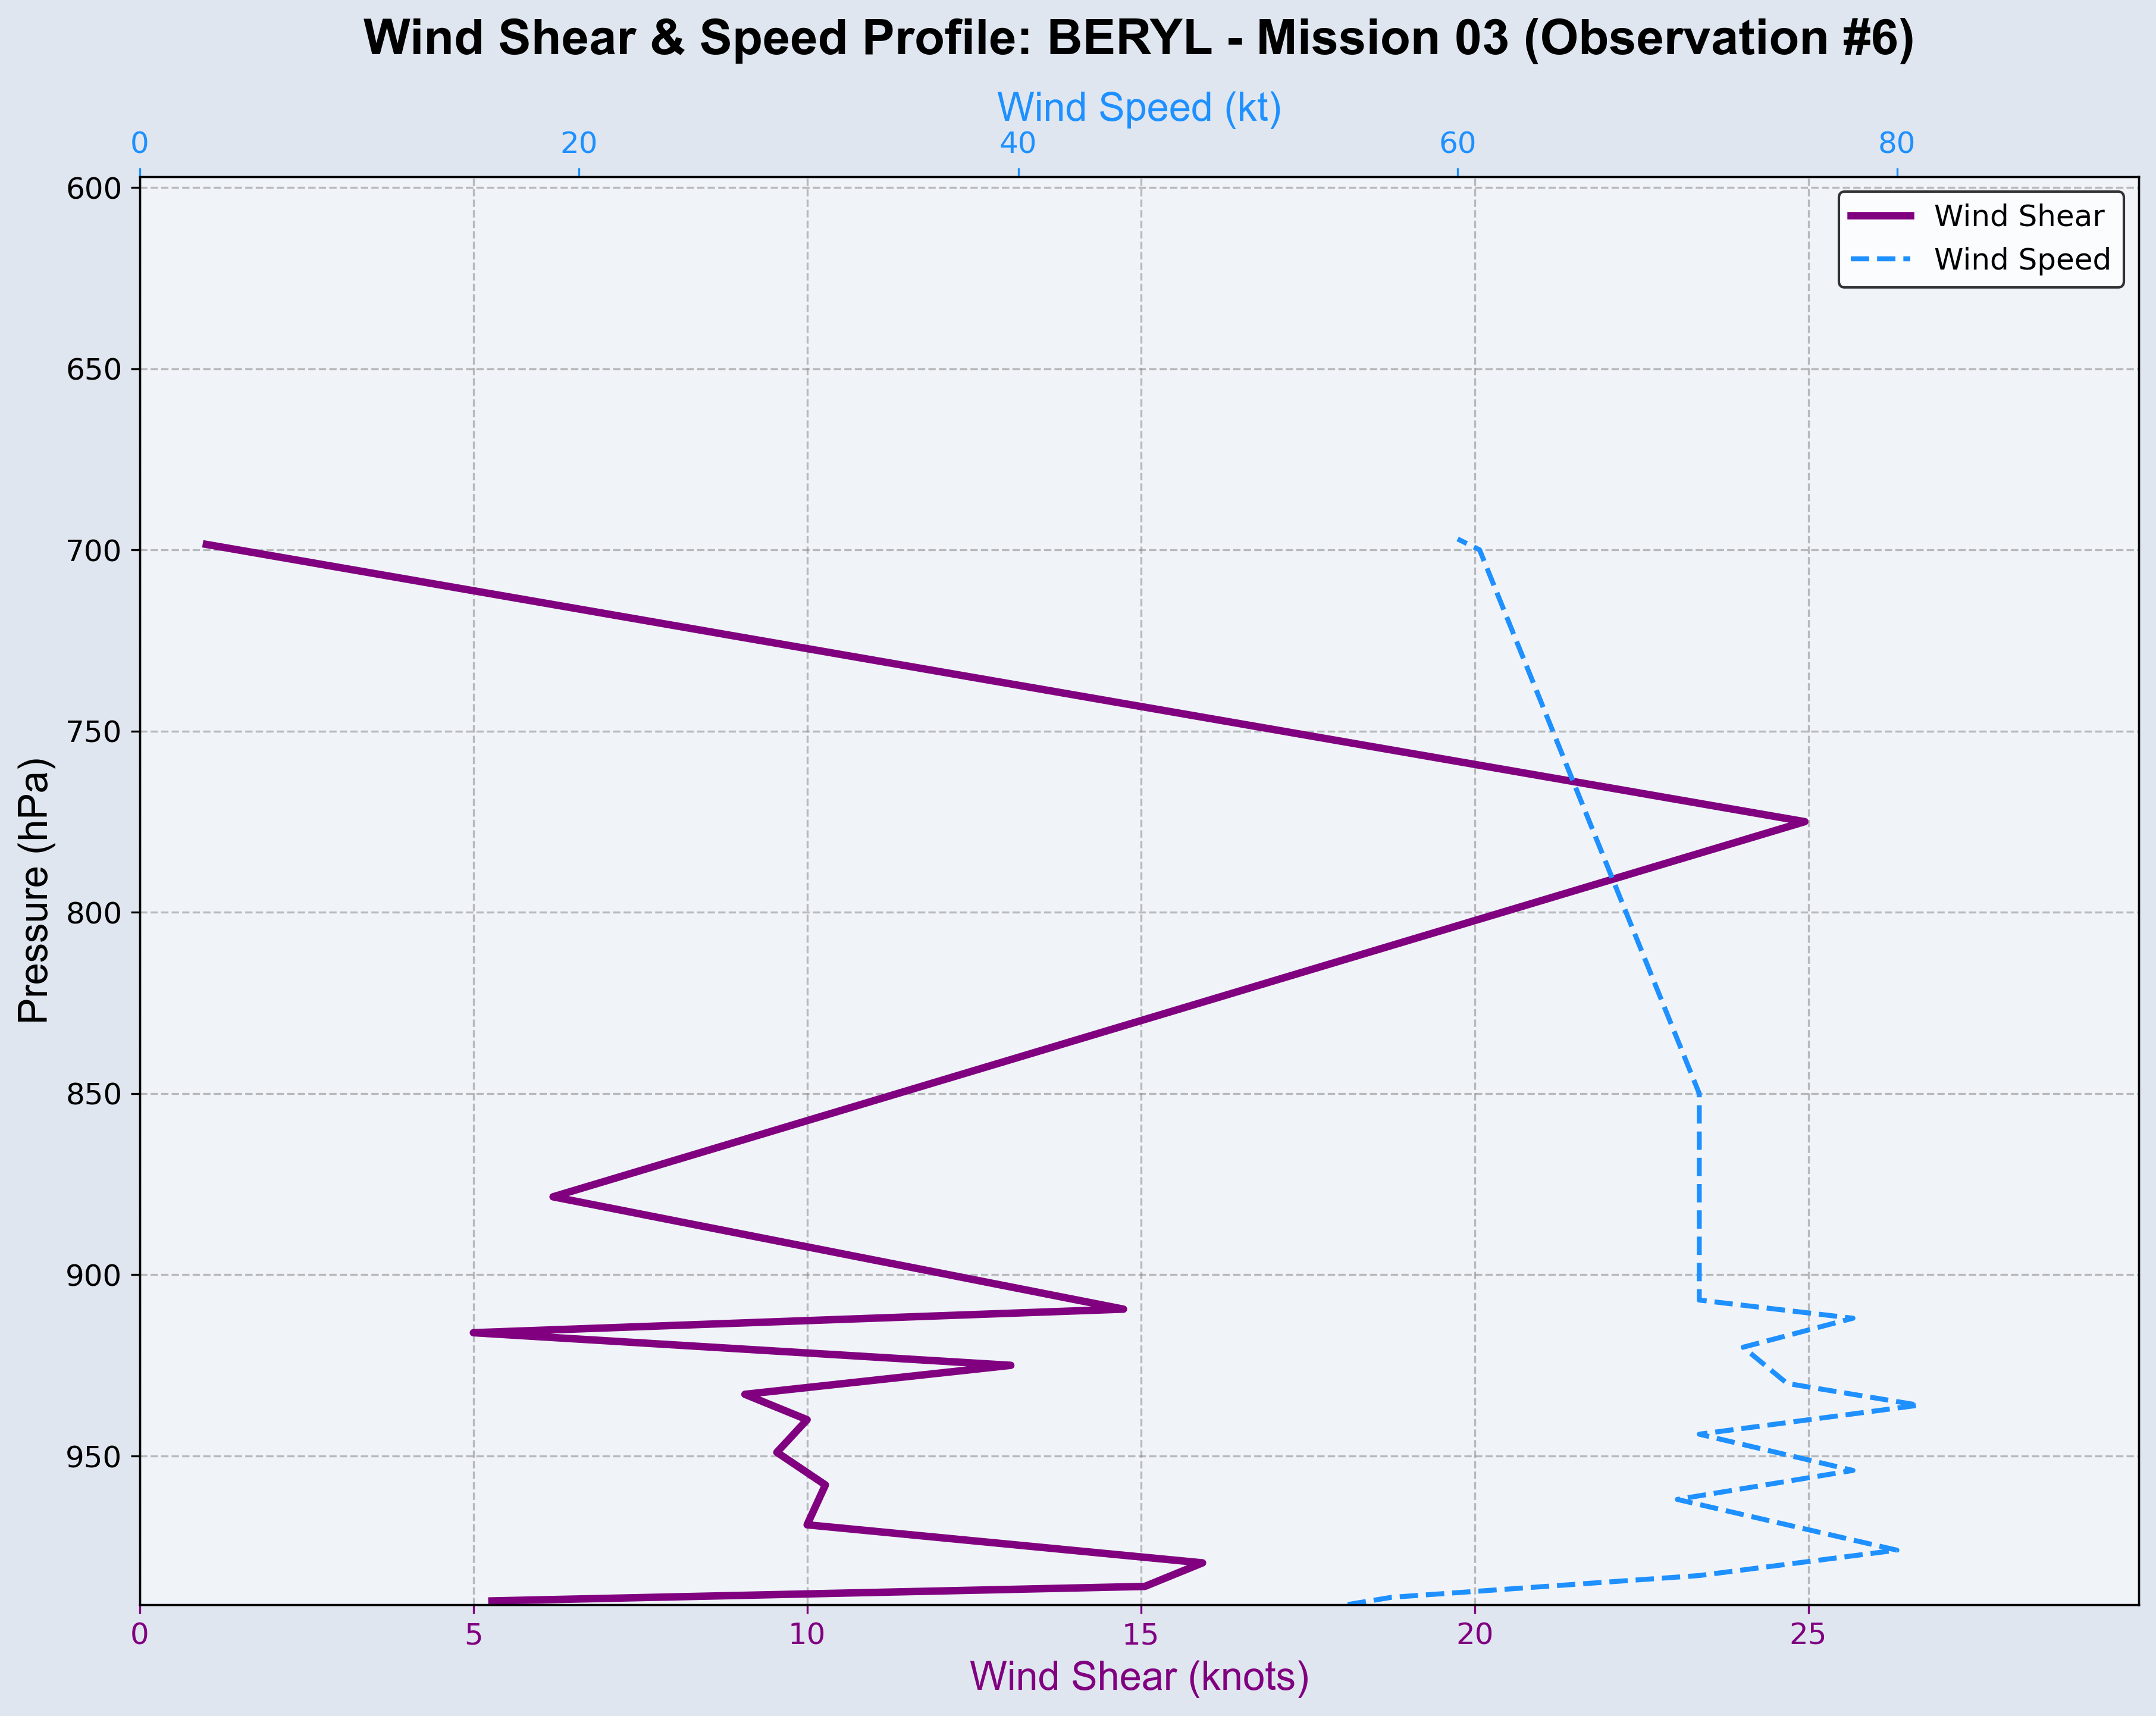 Wind Shear & Speed Profile: BERYL - Mission 03 (Observation #6)
Wind Speed (kt)
0 20 40 60 80
Wind Shear
Wind Speed
600
650
700
750
800
850
900
950
Pressure (hPa)
0 5 10 15 20 25
Wind Shear (knots)